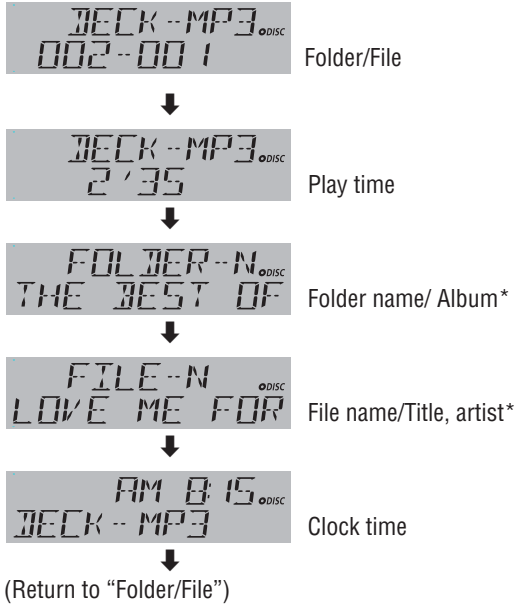 DECK-MP3 DISC
002-001 Folder/File
DECK-MP3 DISC
2'35 Play time
FOLDER-N DISC
THE BEST OF Folder name/ Album*
FILE-N DISC
LOVE ME FOR File name/Title, artist*
AM 8:15 DISC
DECK-MP3 Clock time
(Return to “Folder/File”)